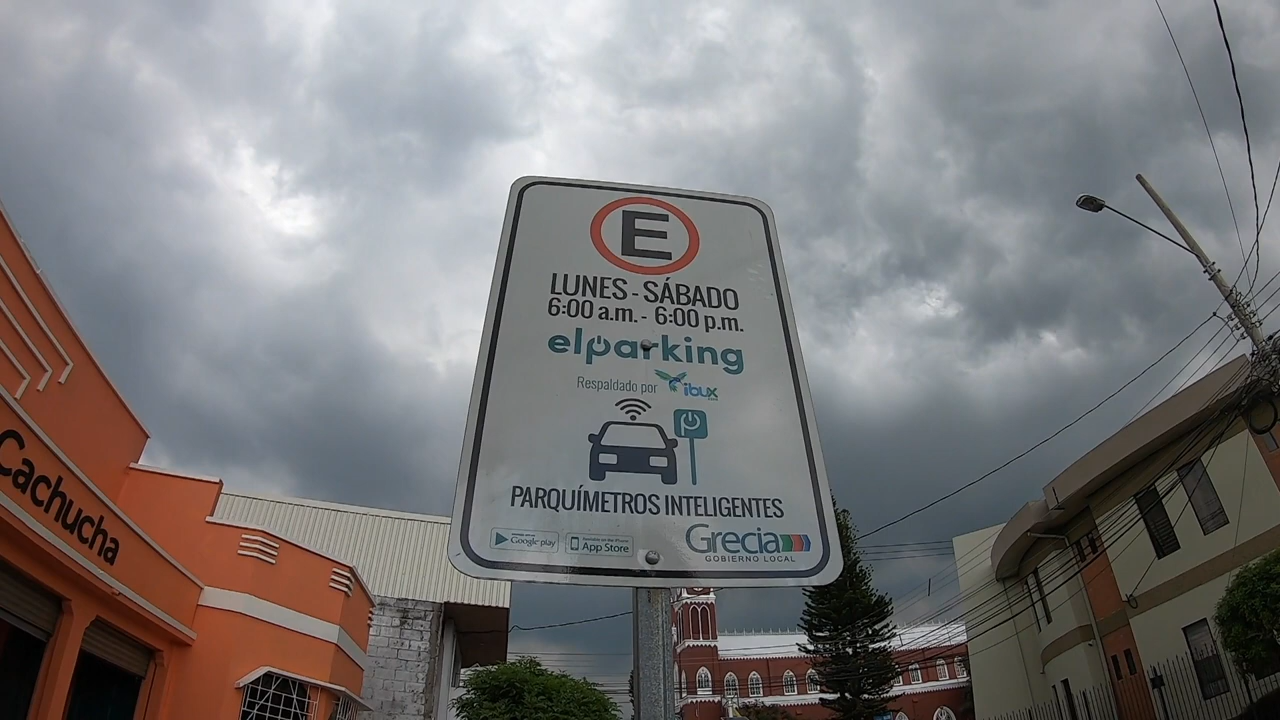 E
LUNES - SÁBADO
6:00 a.m. - 6:00 p.m.
elparking
Respaldado por ibux
PARQUÍMETROS INTELIGENTES
Google play
App Store
Grecia
GOBIERNO LOCAL
Cachucha